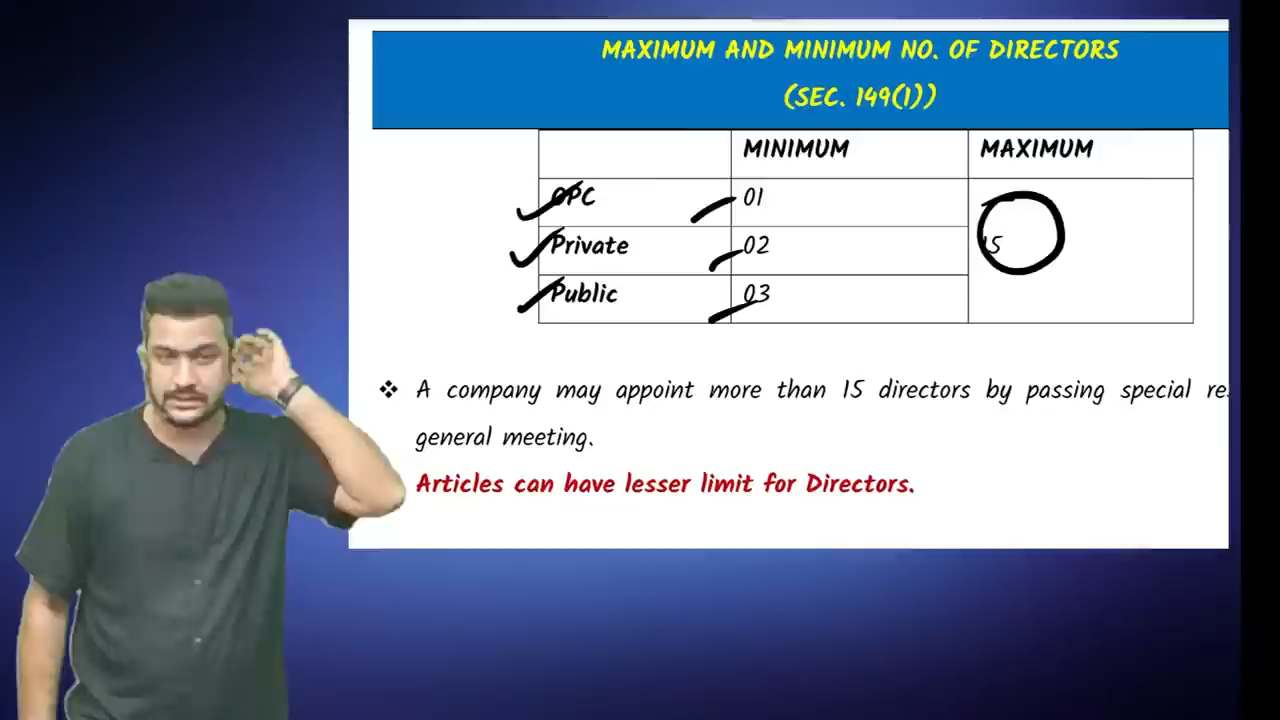 MAXIMUM AND MINIMUM NO. OF DIRECTORS
(SEC. 149(1))
MINIMUM MAXIMUM
OPC 01
Private 02 15
Public 03
❖ A company may appoint more than 15 directors by passing special
general meeting.
Articles can have lesser limit for Directors.